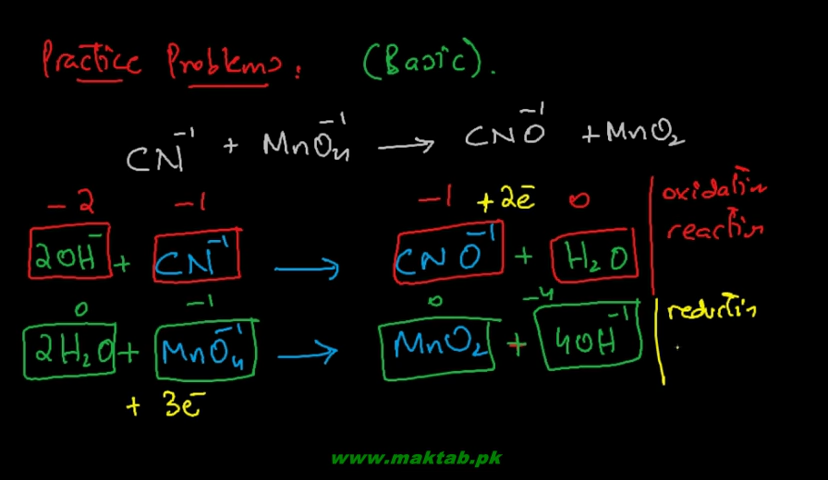 Practice Problems: (Basic).
CN⁻¹ + MnO₄⁻¹ → CNO⁻¹ + MnO₂
-2 -1 -1 +2e⁻ 0 oxidation
2OH⁻ + CN⁻¹ → CNO⁻¹ + H₂O reaction
0 -1 0 -4 reduction
2H₂O + MnO₄⁻¹ → MnO₂ + 4OH⁻¹
+ 3e⁻
www.maktab.pk